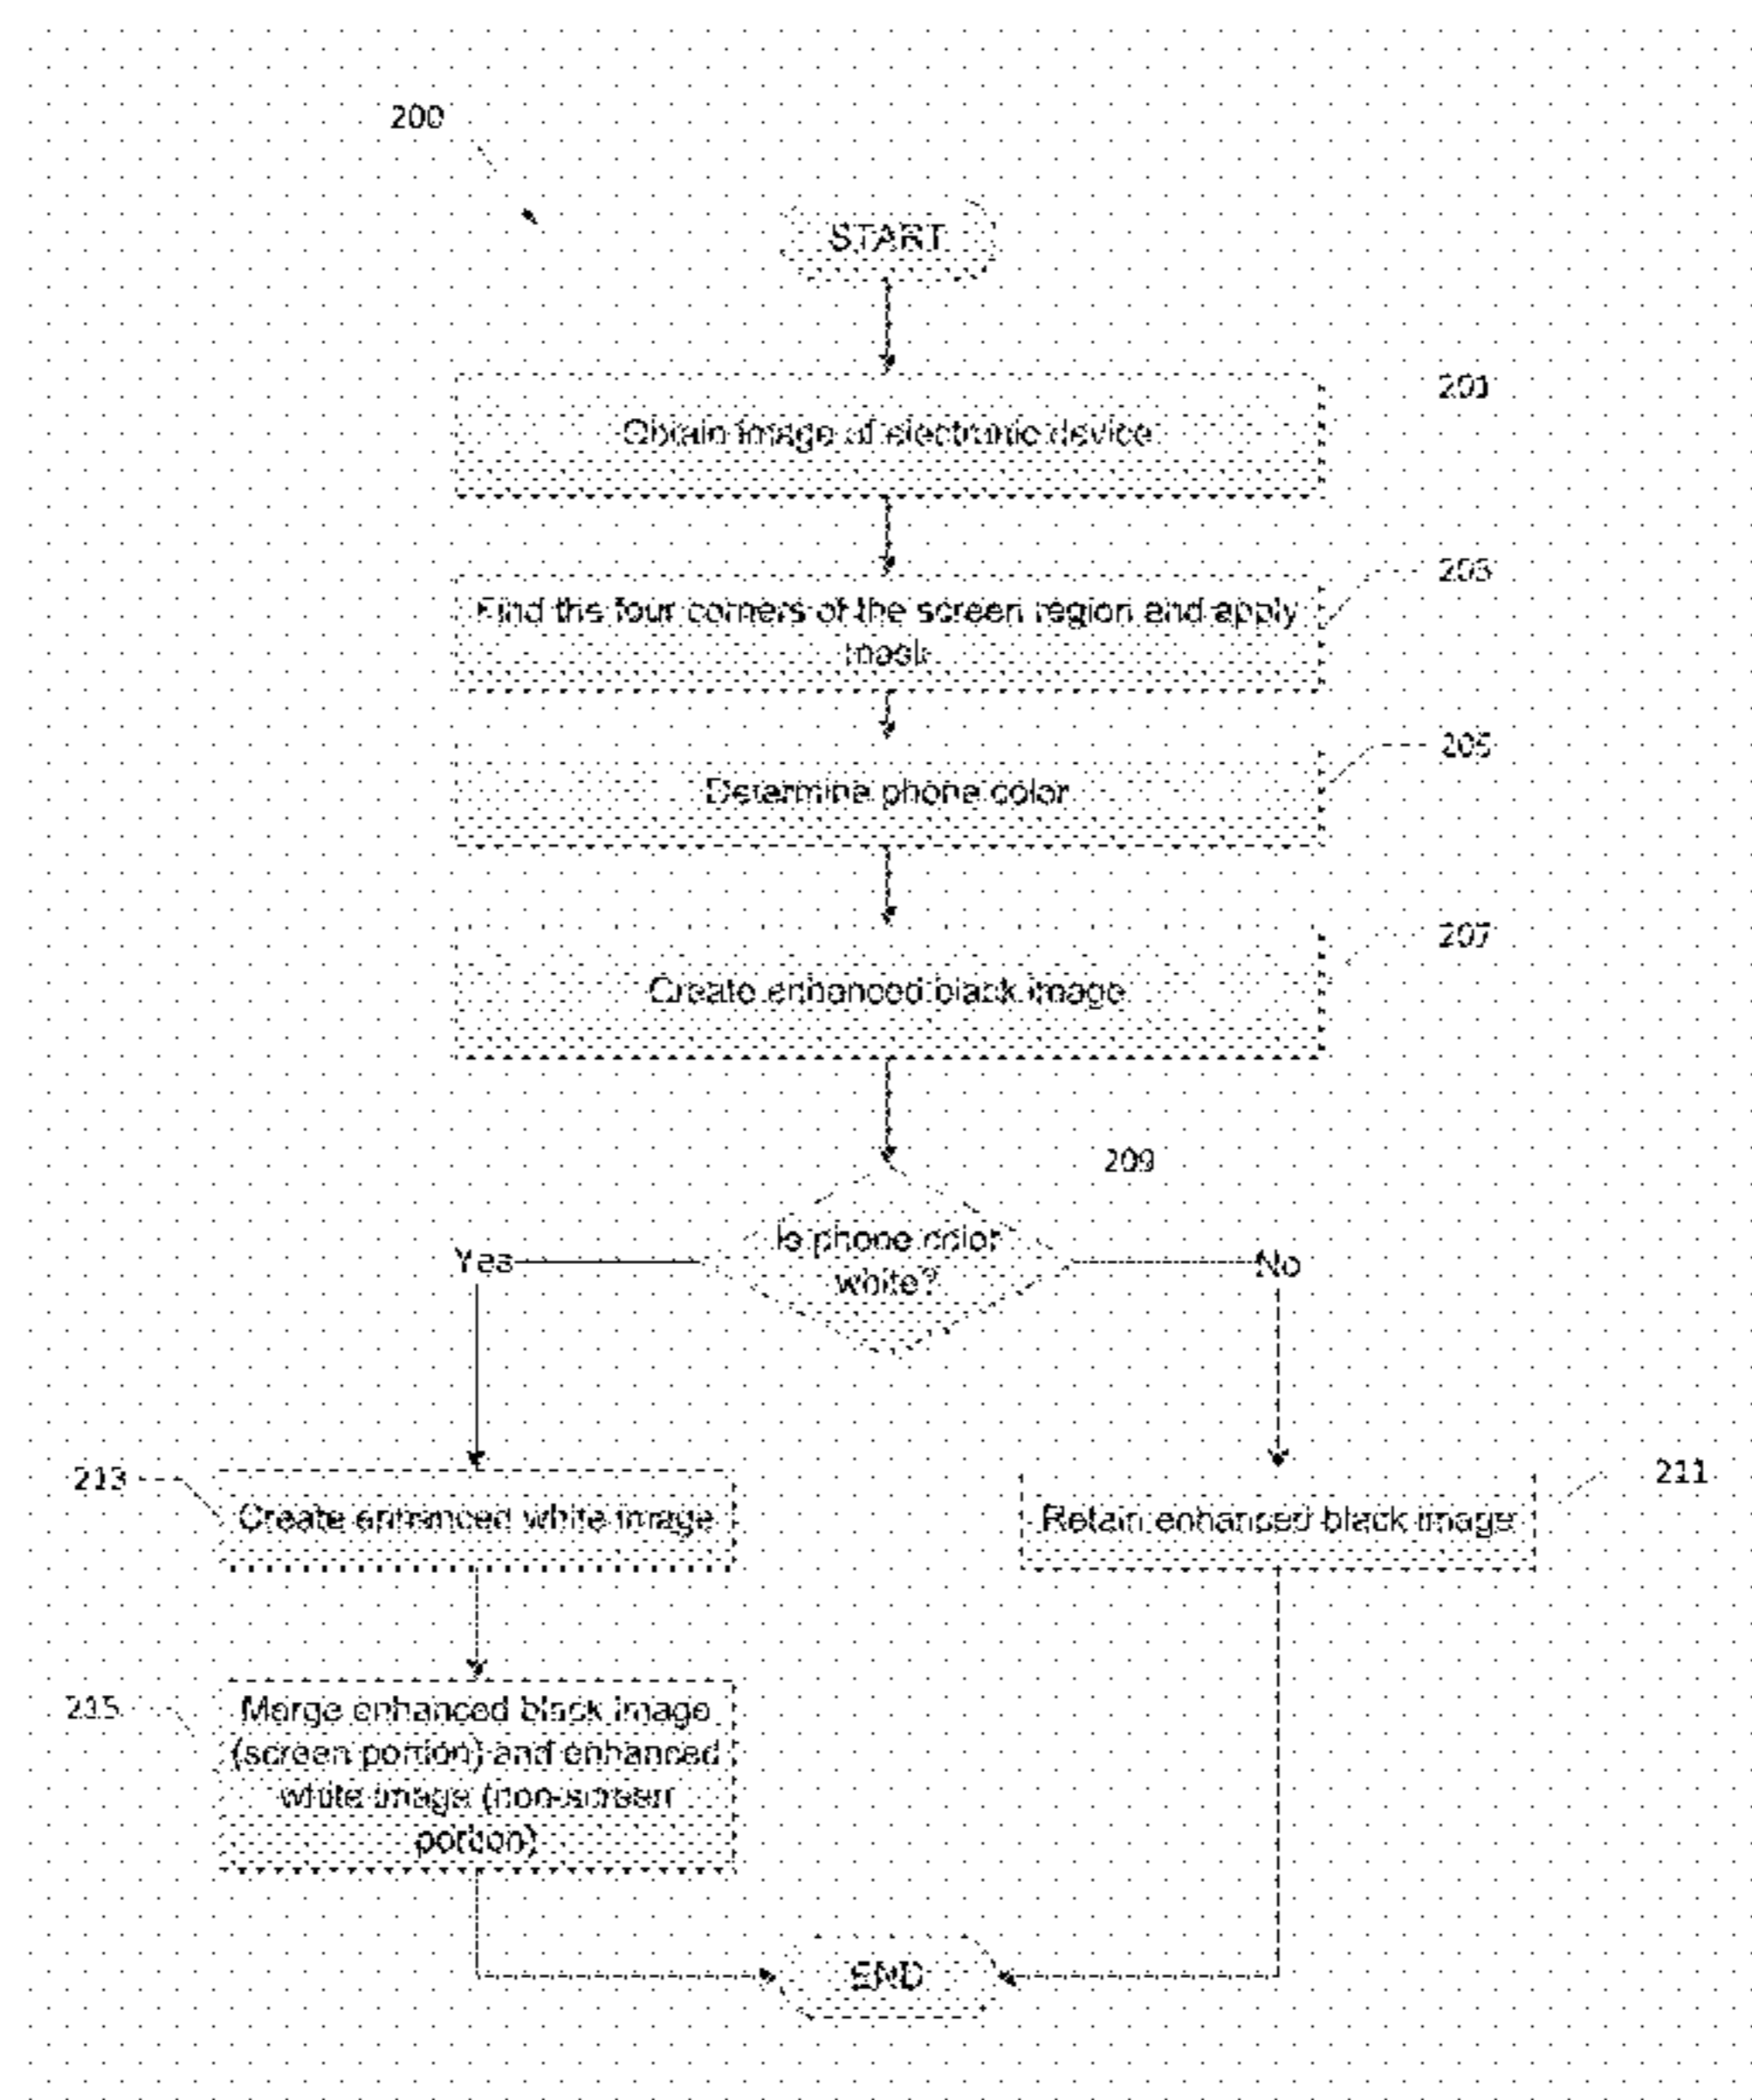 200
START
201
Obtain image of electronic device
203
Find the four corners of the screen region and apply
mask
205
Determine phone color
207
Create enhanced black image
209
Is phone color
white?
Yes
No
213
Create enhanced white image
211
Retain enhanced black image
215
Merge enhanced black image
(screen portion) and enhanced
white image (non-screen
portion)
END